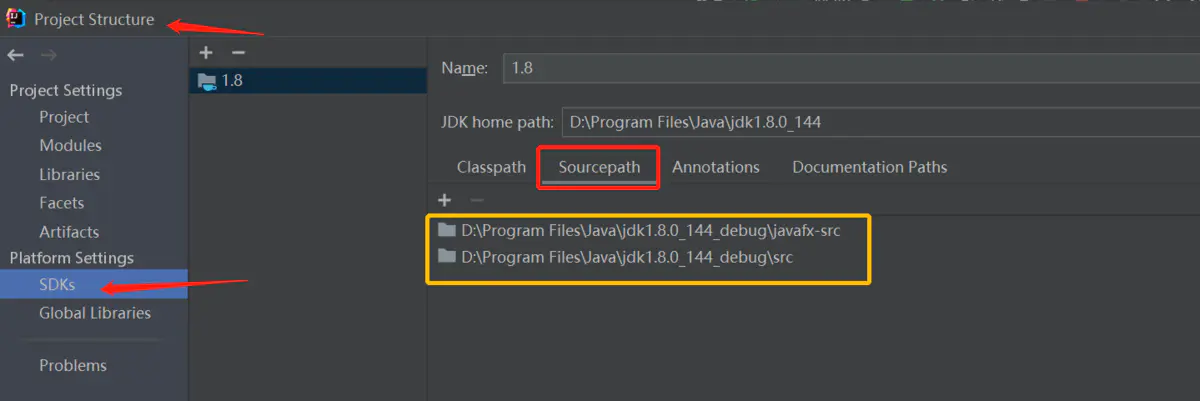 Project Structure
Project Settings
Project
Modules
Libraries
Facets
Artifacts
Platform Settings
SDKs
Global Libraries
Problems
1.8
Name: 1.8
JDK home path: D:\Program Files\Java\jdk1.8.0_144
Classpath Sourcepath Annotations Documentation Paths
D:\Program Files\Java\jdk1.8.0_144_debug\javafx-src
D:\Program Files\Java\jdk1.8.0_144_debug\src